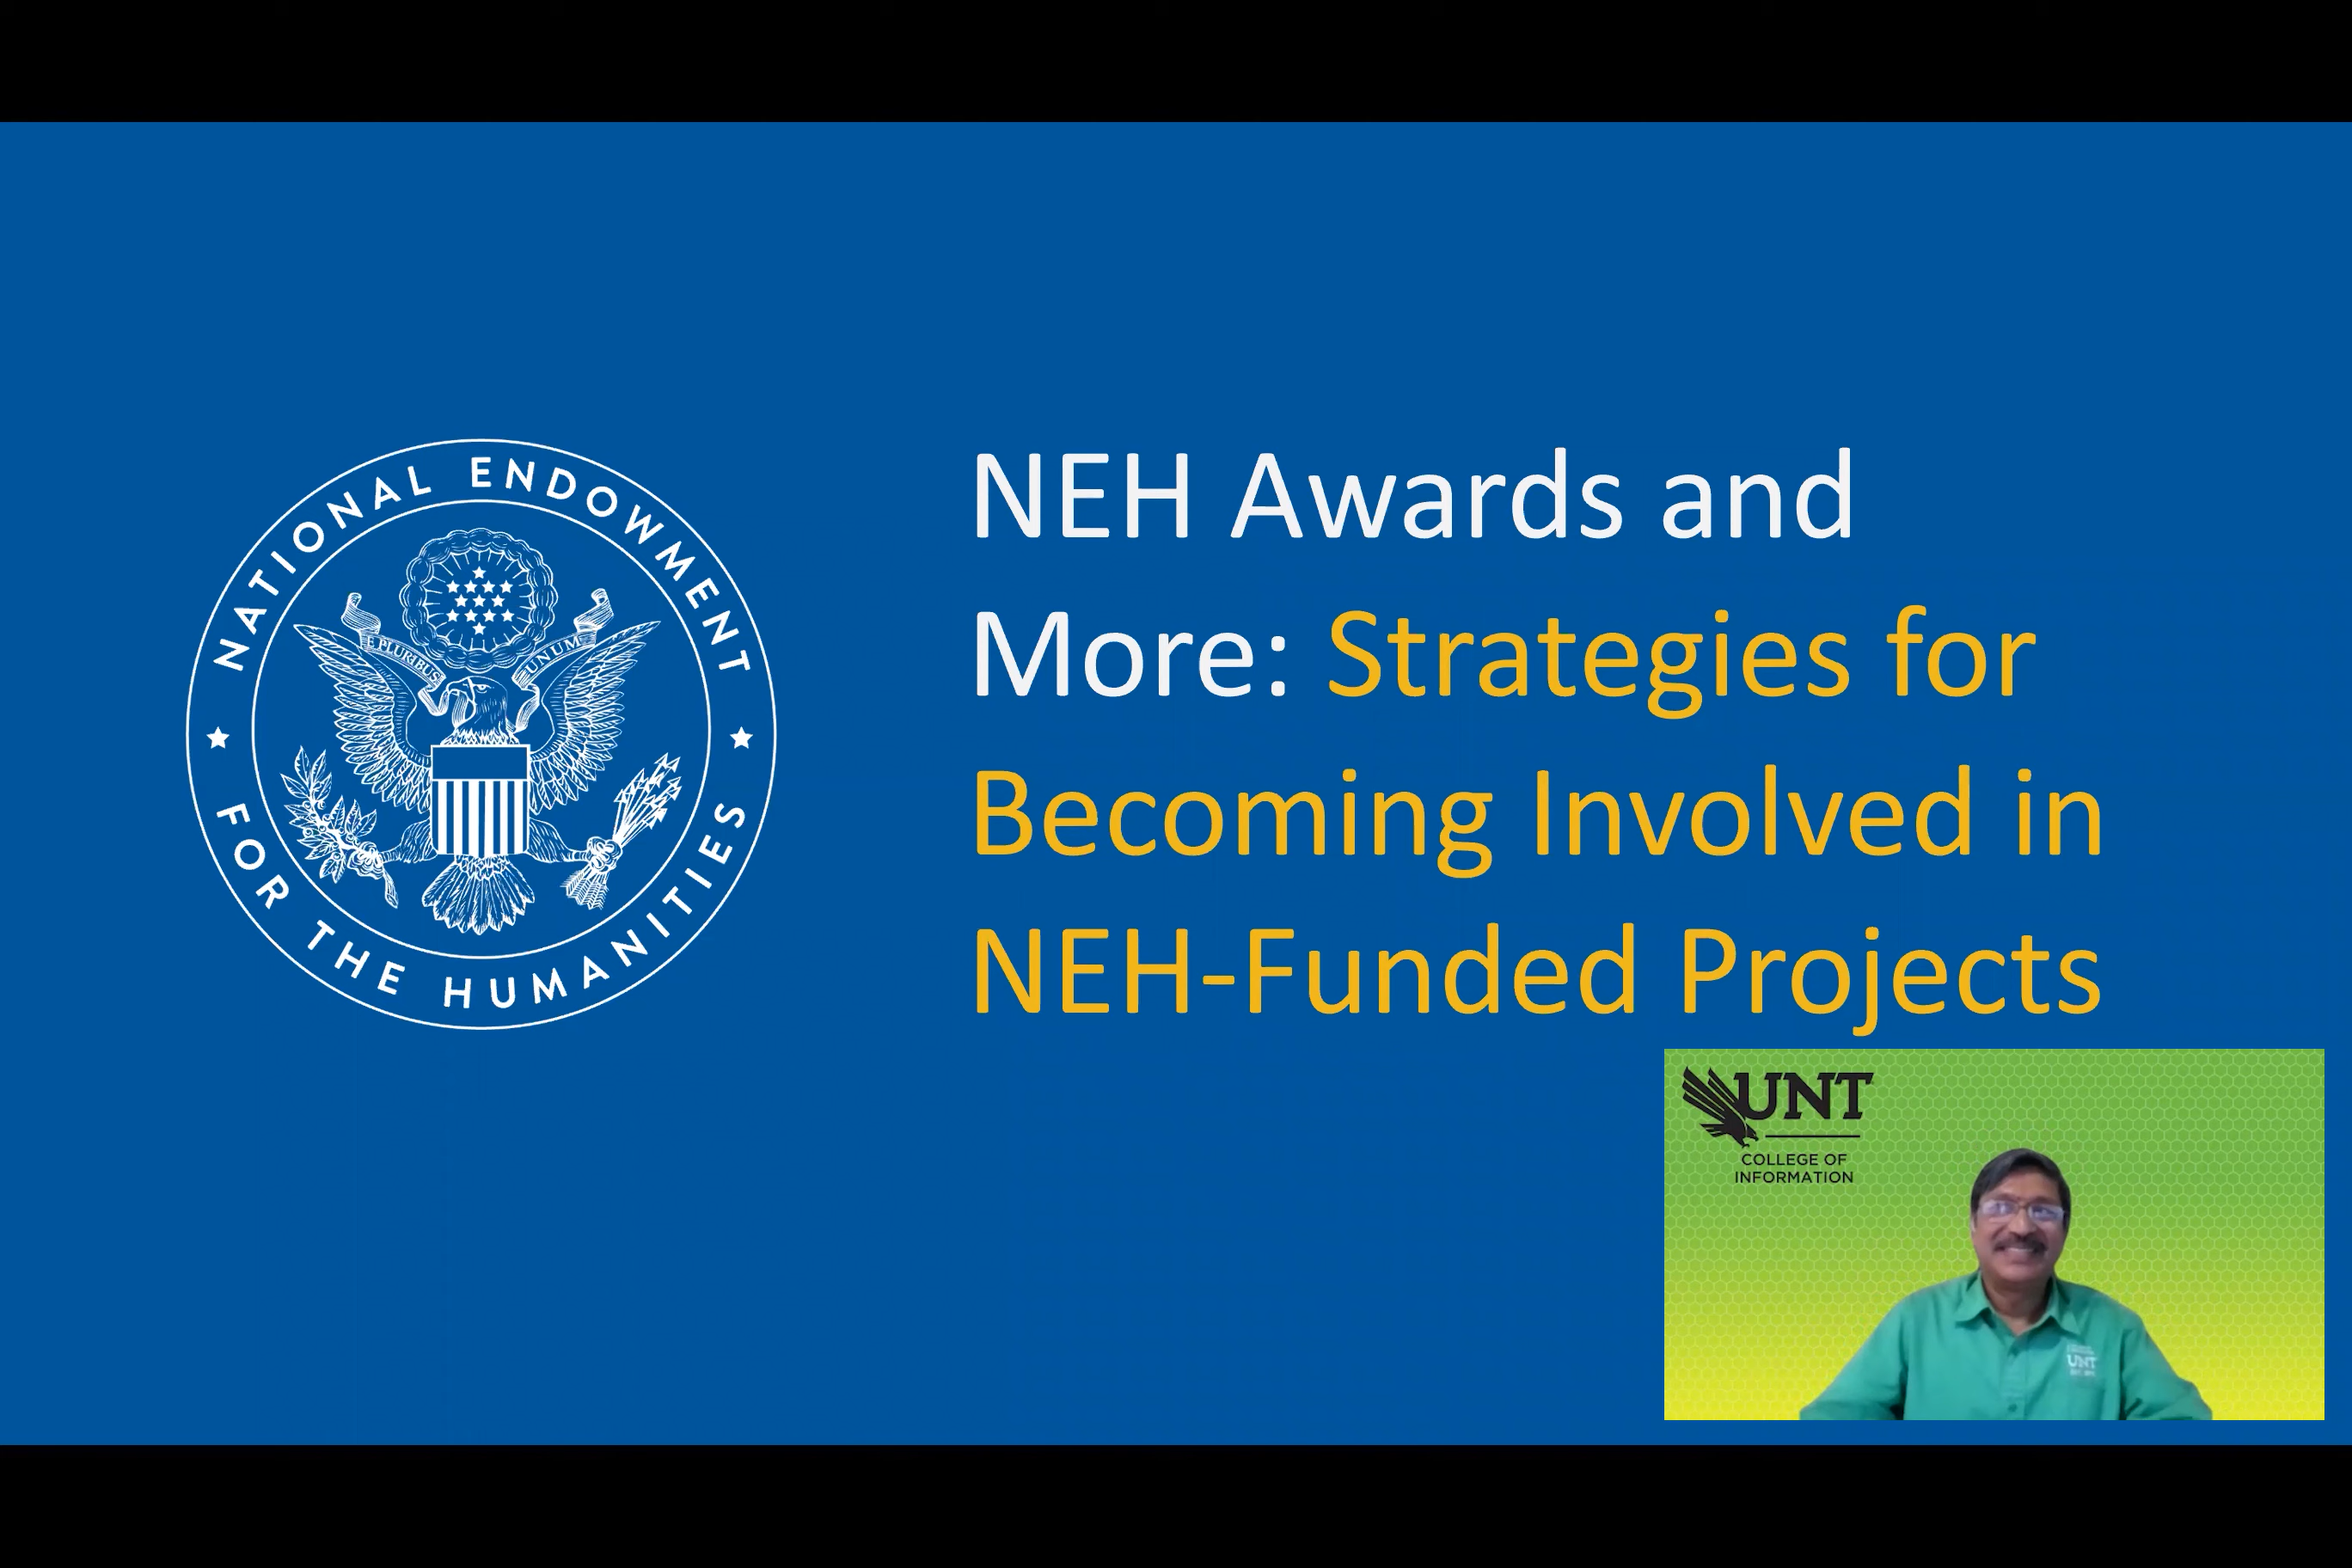 NATIONAL ENDOWMENT
FOR THE HUMANITIES
E PLURIBUS
UNUM
NEH Awards and
More: Strategies for
Becoming Involved in
NEH-Funded Projects
UNT
COLLEGE OF
INFORMATION
UNT